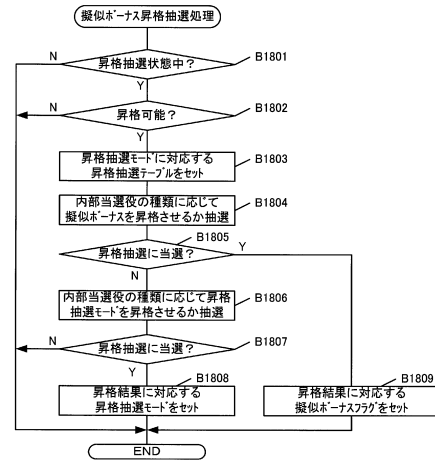 擬似ボーナス昇格抽選処理
N
昇格抽選状態中？
B1801
Y
N
昇格可能？
B1802
Y
昇格抽選モードに対応する
昇格抽選テーブルをセット
B1803
内部当選役の種類に応じて
擬似ボーナスを昇格させるか抽選
B1804
B1805
昇格抽選に当選？
Y
N
内部当選役の種類に応じて昇格
抽選モードを昇格させるか抽選
B1806
B1807
N
昇格抽選に当選？
Y
B1808
昇格結果に対応する
昇格抽選モードをセット
B1809
昇格結果に対応する
擬似ボーナスフラグをセット
END